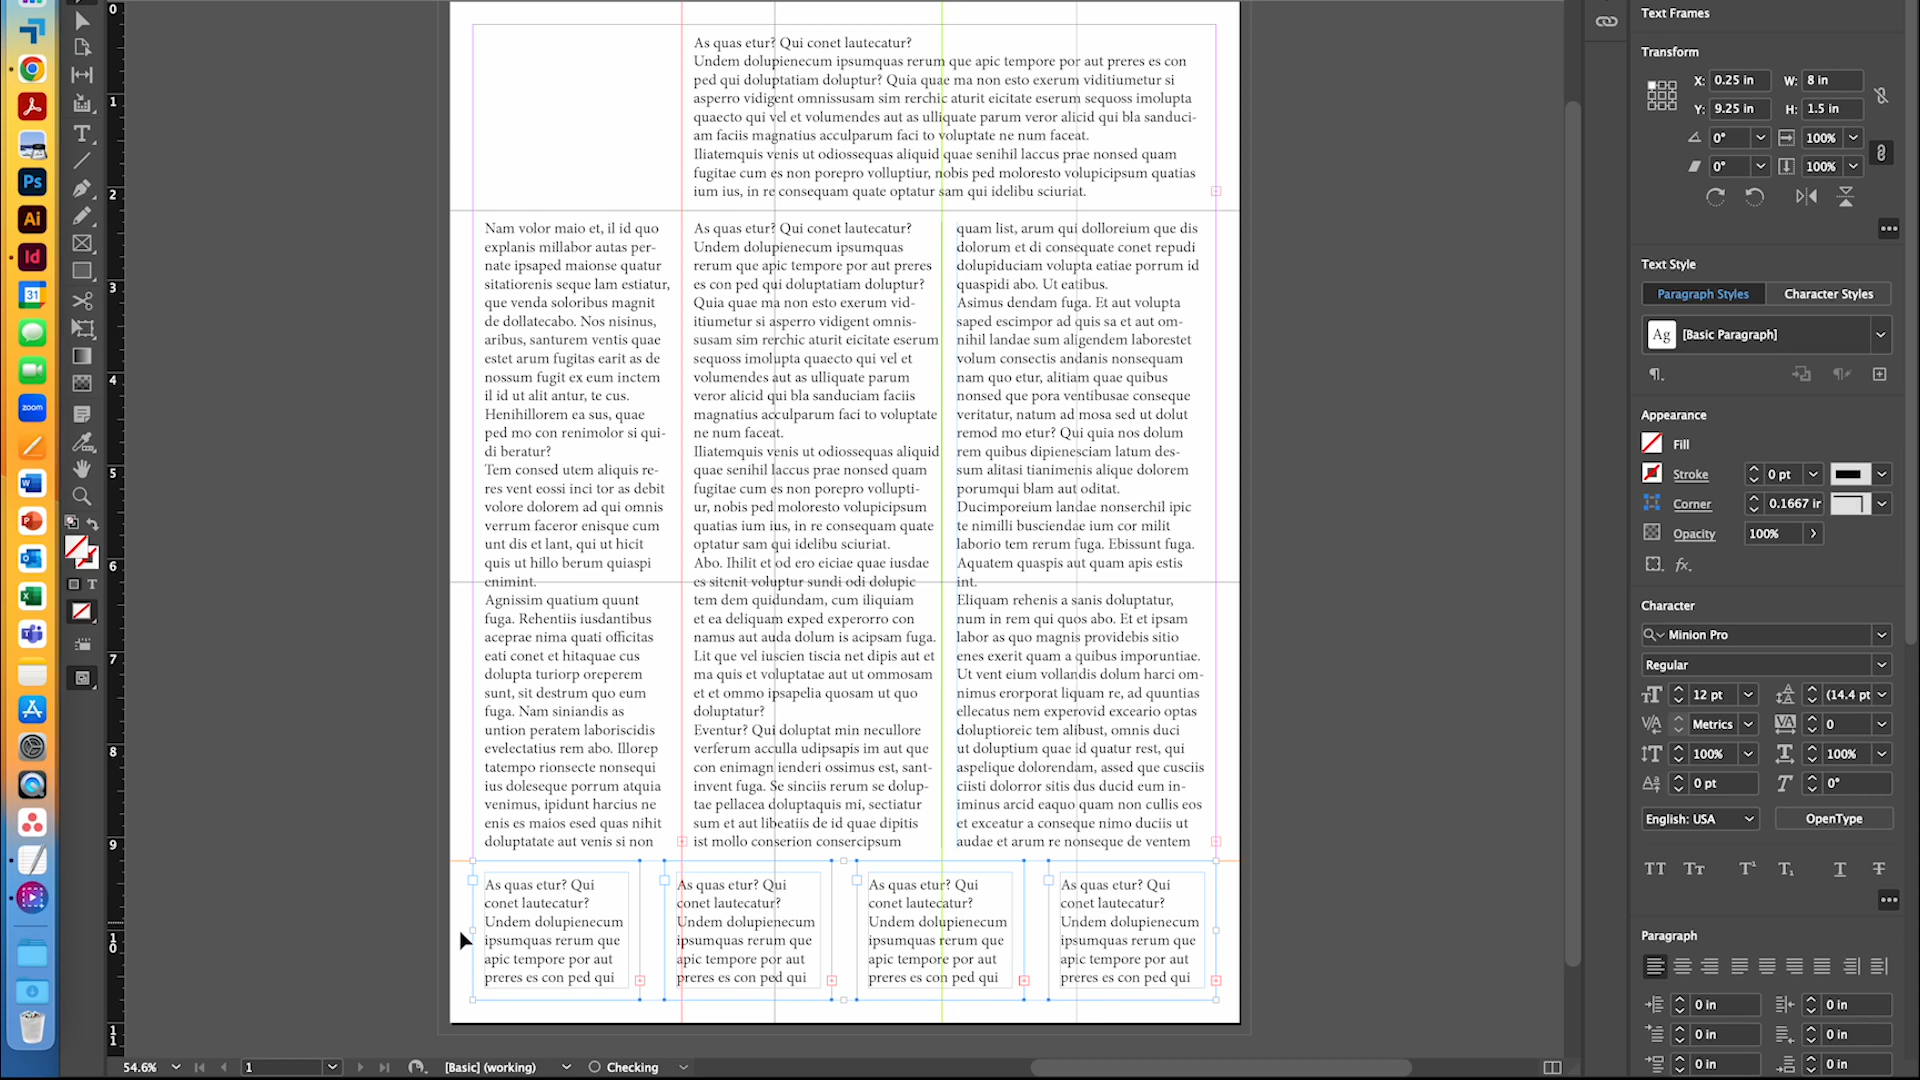 Text Frames
Transform
X: 0.25 in W: 8 in
Y: 9.25 in H: 1.5 in
0° 100%
0° 100%
Text Style
Paragraph Styles Character Styles
Ag [Basic Paragraph]
Appearance
Fill
Stroke 0 pt
Corner 0.1667 ir
Opacity 100%
fx.
Character
Minion Pro
Regular
12 pt (14.4 pt
Metrics 0
100% 100%
0 pt 0°
English: USA OpenType
Paragraph
0 in 0 in
0 in 0 in
0 in 0 in
As quas etur? Qui conet lautecatur?
Undem dolupienecum ipsumquas rerum que apic tempore por aut preres es con
ped qui doluptatiam doluptur? Quia quae ma non esto exerum viditiumetur si
asperro vidigent omnissusam sim rerchic aturit eicitate eserum sequoss imolupta
quaecto qui vel et volumendes aut as ulliquate parum veror alicid qui bla sanduci-
am faciis magnatius acculparum faci to voluptate ne num faceat.
Iliatemquis venis ut odiossequas aliquid quae senihil laccus prae nonsed quam
fugitae cum es non porepro volluptiur, nobis ped moloresto volupicipsum quatias
ium ius, in re consequam quate optatur sam qui idelibu sciuriat.
Nam volor maio et, il id quo
explanis millabor autas per-
nate ipsaped maionse quatur
sitatiorenis seque lam estiatur,
que venda soloribus magnit
de dollatecabo. Nos nisinus,
aribus, santurem ventis quae
estet arum fugitas earit as de
nossum fugit ex eum inctem
il id ut alit antur, te cus.
Henihillorem ea sus, quae
ped mo con renimolor si qui-
di beratur?
Tem consed utem aliquis re-
res vent eossi inci tor as debit
volore dolorem ad qui omnis
verrum faceror enisque cum
unt dis et lant, qui ut hicit
quis ut hillo berum quiaspi
enimint.
Agnissim quatium quunt
fuga. Rehentiis iusdantibus
aceprae nima quati officitas
eati conet et hitaquae cus
dolupta turiorp oreperem
sunt, sit destrum quo eum
fuga. Nam siniandis as
untion peratem laboriscidis
evelectatius rem abo. Illorep
tatempo rionsecte nonsequi
ius doleseque porrum atquia
venimus, ipidunt harcius ne
enis es maios esed quas nihit
doluptatate aut venis si non
As quas etur? Qui conet lautecatur?
Undem dolupienecum ipsumquas
rerum que apic tempore por aut preres
es con ped qui doluptatiam doluptur?
Quia quae ma non esto exerum vid-
itiumetur si asperro vidigent omnis-
susam sim rerchic aturit eicitate eserum
sequoss imolupta quaecto qui vel et
volumendes aut as ulliquate parum
veror alicid qui bla sanduciam faciis
magnatius acculparum faci to voluptate
ne num faceat.
Iliatemquis venis ut odiossequas aliquid
quae senihil laccus prae nonsed quam
fugitae cum es non porepro vollupti-
ur, nobis ped moloresto volupicipsum
quatias ium ius, in re consequam quate
optatur sam qui idelibu sciuriat.
Abo. Ihilit et od ero eiciae quae iusdae
es sitenit voluptur sundi odi dolupic
tem dem quidundam, cum iliquiam
et ea deliquam exped experorro con
namus aut auda dolum is acipsam fuga.
Lit que vel iuscien tiscia net dipis aut et
ma quis et voluptatae aut ut ommosam
et et ommo ipsapelia quosam ut quo
doluptatur?
Eventur? Qui doluptat min necullore
verferum acculla udipsapis im aut que
con enimagn ienderi ossimus est, sant-
invent fuga. Se sinciis rerum se dolup-
tae pellacea doluptaquis mi, sectiatur
sum et aut libeatiis de id quae dipitis
ist mollo conserion consercipsum
quam list, arum qui dolloreium que dis
dolorum et di consequate conet repudi
dolupiduciam volupta eatiae porrum id
quaspidi abo. Ut eatibus.
Asimus dendam fuga. Et aut volupta
saped escimpor ad quis sa et aut om-
nihil landae sum aligendem laborestet
volum consectis andanis nonsequam
nam quo etur, alitiam quae quibus
nonsed que pora ventibusae conseque
veritatur, natum ad mosa sed ut dolut
remod mo etur? Qui quia nos dolum
rem quibus dipienesciam latum des-
sum alitasi tianimenis alique dolorem
porumqui blam aut oditat.
Ducimporeium landae nonserchil ipic
te nimilli busciendae ium cor milit
laborio tem rerum fuga. Ebissunt fuga.
Aquatem quaspis aut quam apis estis
int.
Eliquam rehenis a sanis doluptatur,
num in rem qui quos abo. Et et ipsam
labor as quo magnis providebis sitio
enes exerit quam a quibus imporuntiae.
Ut vent eium vollandis dolum harci om-
nimus erorporat liquam re, ad quuntias
ellecatus nem experovid exceario optas
doluptioreic tem alibust, omnis duci
ut doluptium quae id quatur rest, qui
aspelique dolorendam, assed que cusciis
ciisti dolorror sitis dus ducid eum in-
iminus arcid eaquo quam non cullis eos
et exceatur a conseque nimo duciis ut
audae et arum re nonseque de ventem
As quas etur? Qui
conet lautecatur?
Undem dolupienecum
ipsumquas rerum que
apic tempore por aut
preres es con ped qui
As quas etur? Qui
conet lautecatur?
Undem dolupienecum
ipsumquas rerum que
apic tempore por aut
preres es con ped qui
As quas etur? Qui
conet lautecatur?
Undem dolupienecum
ipsumquas rerum que
apic tempore por aut
preres es con ped qui
As quas etur? Qui
conet lautecatur?
Undem dolupienecum
ipsumquas rerum que
apic tempore por aut
preres es con ped qui
0
1
2
3
4
5
6
7
8
9
10
11
Ps
Ai
Id
31
zoom
54.6% 1 [Basic] (working) Checking